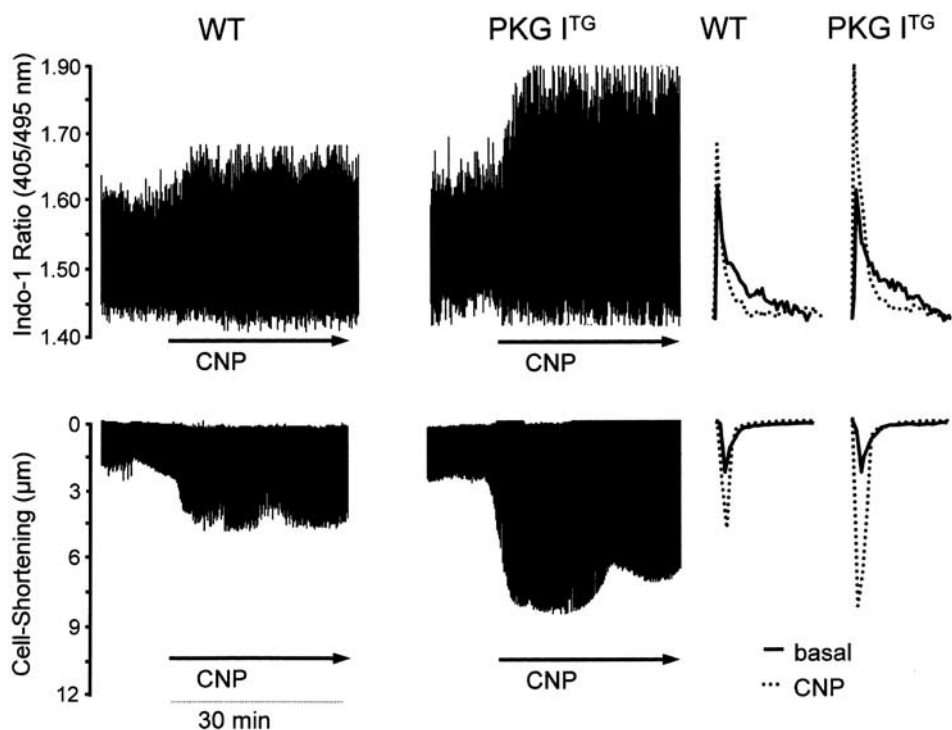 WT PKG I^TG WT PKG I^TG
Indo-1 Ratio (405/495 nm)
1.90
1.70
1.60
1.50
1.40
CNP CNP
Cell-Shortening (μm)
0
3
6
9
12
CNP CNP
30 min
basal
CNP